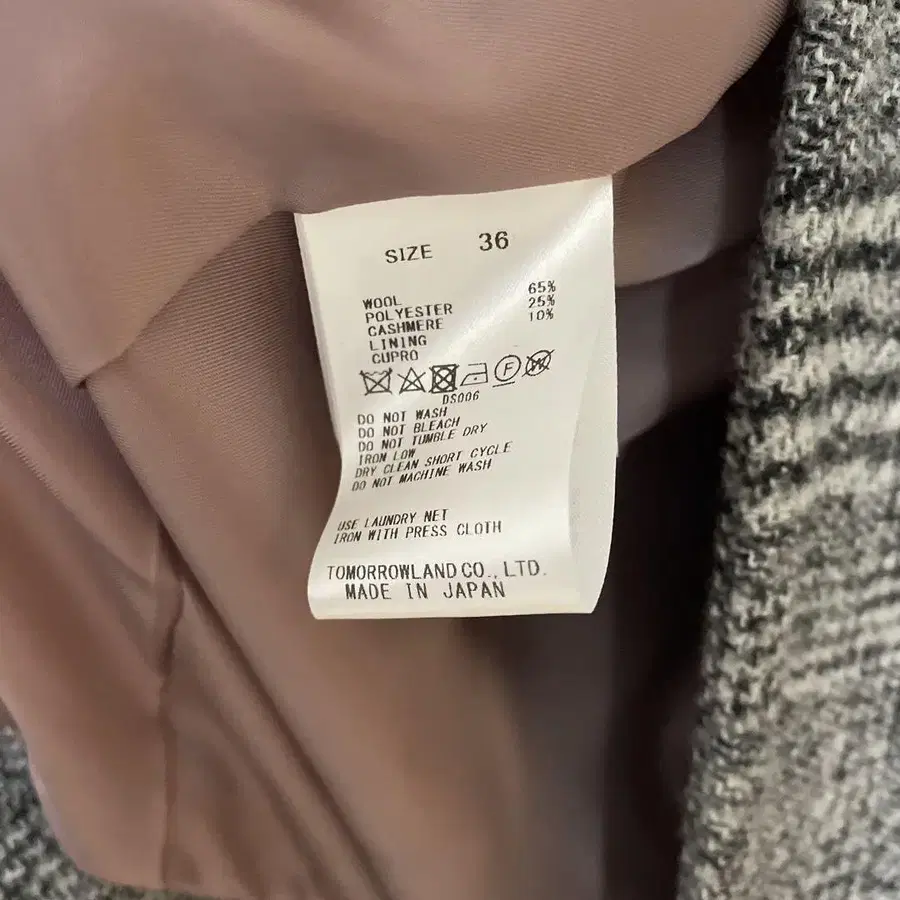 SIZE 36
WOOL 65%
POLYESTER 25%
CASHMERE 10%
LINING
CUPRO
F W
DS006
DO NOT WASH
DO NOT BLEACH
DO NOT TUMBLE DRY
IRON LOW
DRY CLEAN SHORT CYCLE
DO NOT MACHINE WASH
USE LAUNDRY NET
IRON WITH PRESS CLOTH
TOMORROWLAND CO., LTD.
MADE IN JAPAN